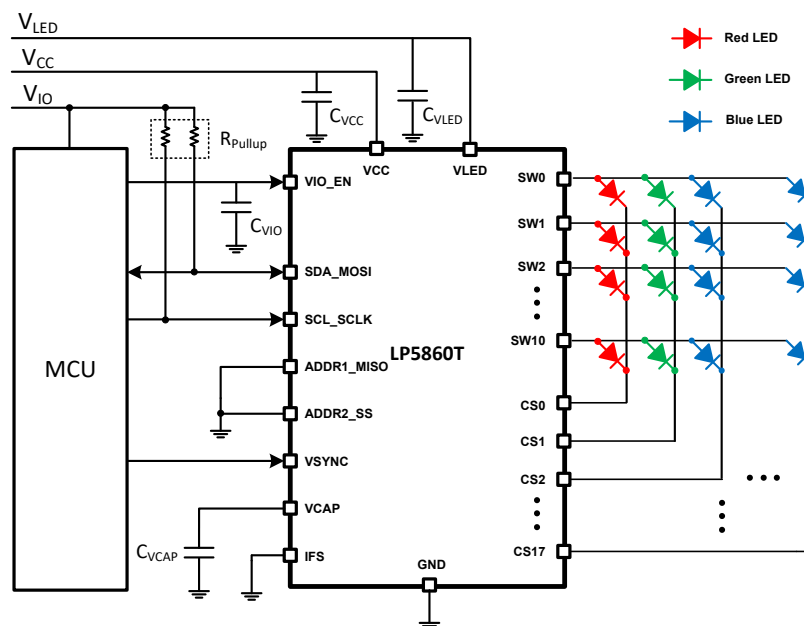 VLED
VCC
VIO
RPullup
CVCC
CVLED
Red LED
Green LED
Blue LED
VCC
VLED
VIO_EN
CVIO
SDA_MOSI
SCL_SCLK
MCU
LP5860T
ADDR1_MISO
ADDR2_SS
VSYNC
VCAP
CVCAP
IFS
GND
SW0
SW1
SW2
SW10
CS0
CS1
CS2
CS17